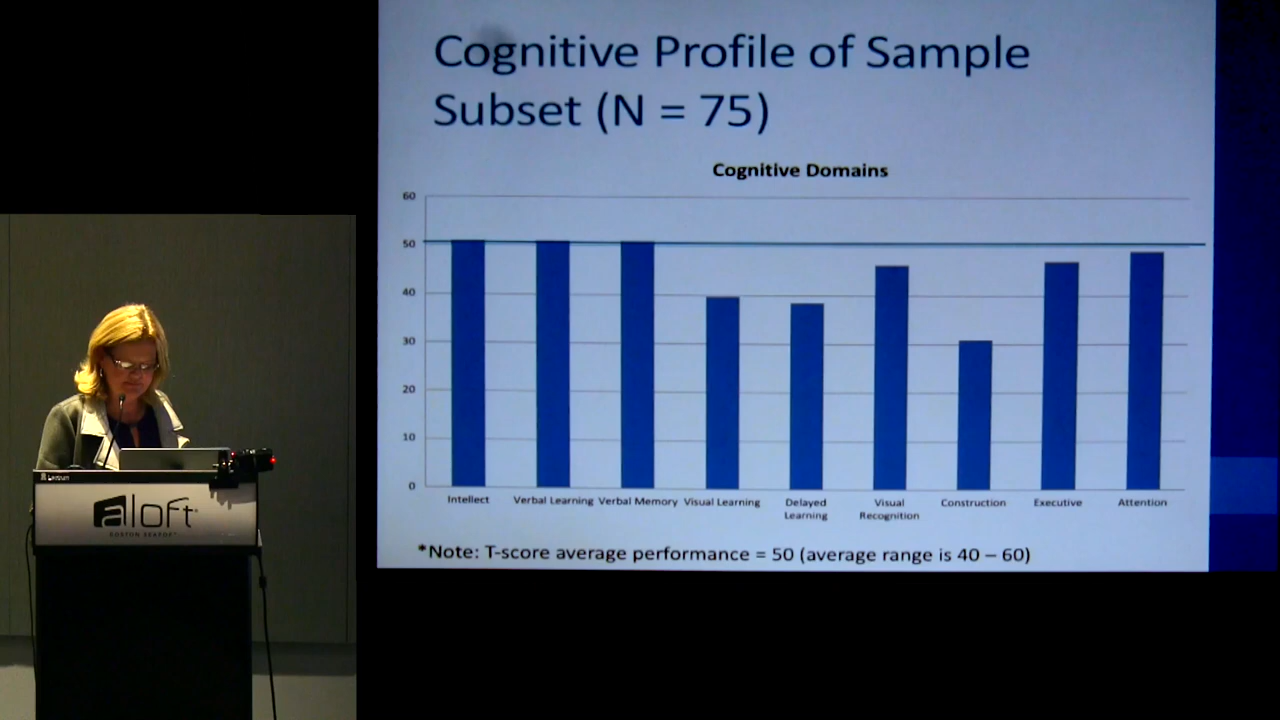 Cognitive Profile of Sample
Subset (N = 75)
Cognitive Domains
60
50
40
30
20
10
0
Intellect
Verbal Learning
Verbal Memory
Visual Learning
Delayed
Learning
Visual
Recognition
Construction
Executive
Attention
*Note: T-score average performance = 50 (average range is 40 – 60)
aloft